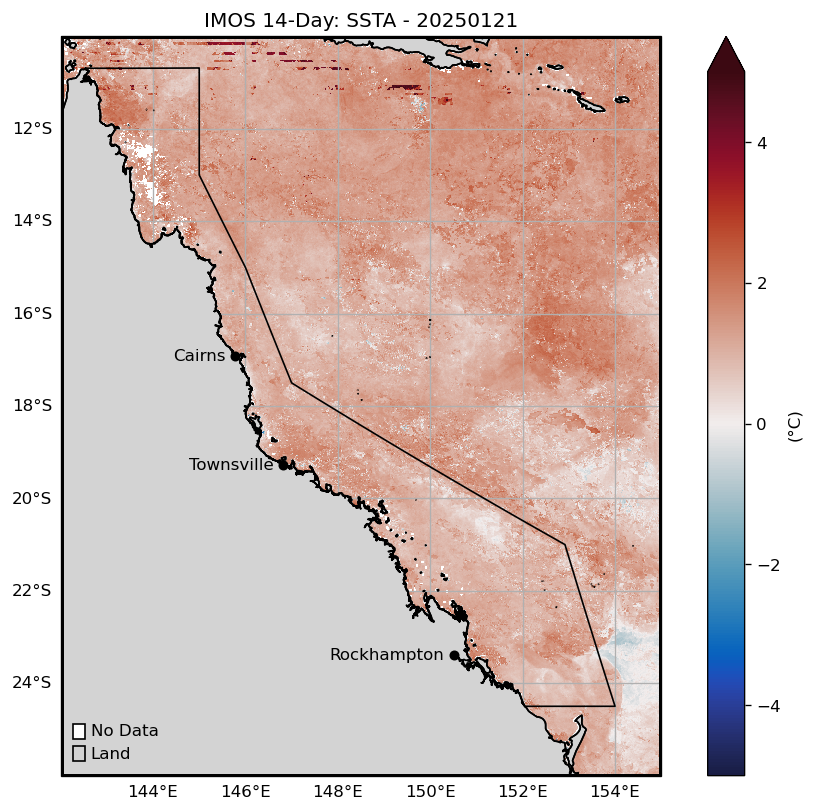 IMOS 14-Day: SSTA - 20250121
12°S
14°S
16°S
Cairns
18°S
Townsville
20°S
22°S
Rockhampton
24°S
No Data
Land
144°E 146°E 148°E 150°E 152°E 154°E
4
2
0
−2
−4
(°C)